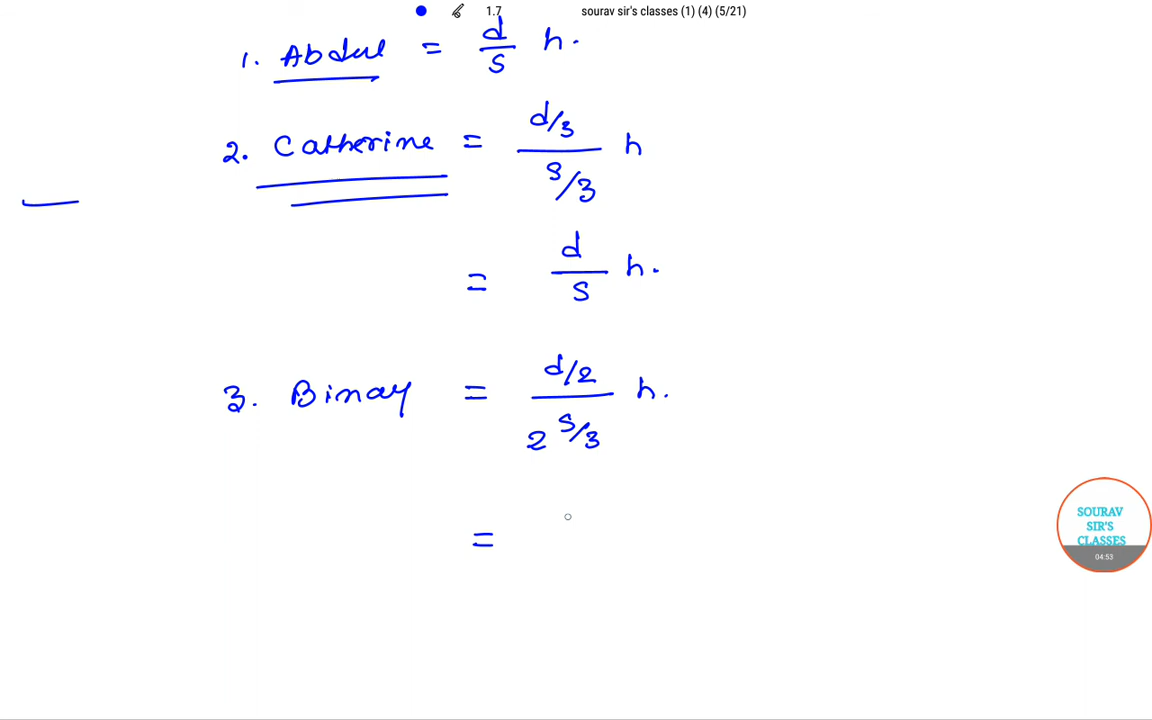 1.7 sourav sir's classes (1) (4) (5/21)
1. Abdul = d/s h.
2. Catherine = d/3 / s/3 h
= d/s h.
3. Binay = d/2 / 2 s/3 h.
=
SOURAV
SIR'S
CLASSES
04:53